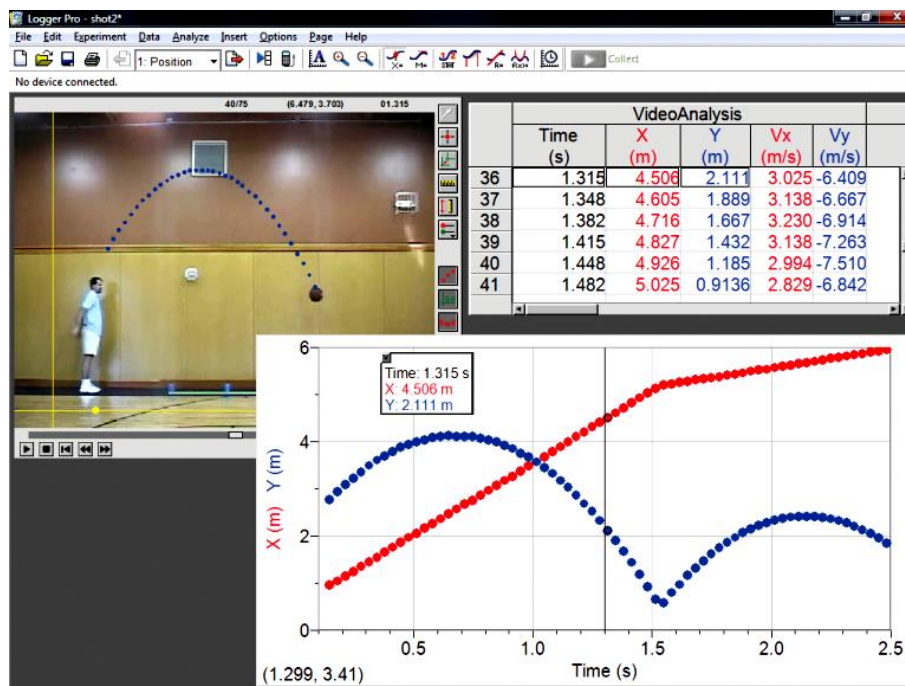 Logger Pro - shot2*
File Edit Experiment Data Analyze Insert Options Page Help
1: Position
Collect
No device connected.
40/75 (6.479, 3.703) 01.315
VideoAnalysis
Time X Y Vx Vy
(s) (m) (m) (m/s) (m/s)
36 1.315 4.506 2.111 3.025 -6.409
37 1.348 4.605 1.889 3.138 -6.667
38 1.382 4.716 1.667 3.230 -6.914
39 1.415 4.827 1.432 3.138 -7.263
40 1.448 4.926 1.185 2.994 -7.510
41 1.482 5.025 0.9136 2.829 -6.842
Time: 1.315 s
X: 4.506 m
Y: 2.111 m
X (m) Y (m)
6
4
2
0
0.5 1.0 1.5 2.0 2.5
Time (s)
(1.299, 3.41)